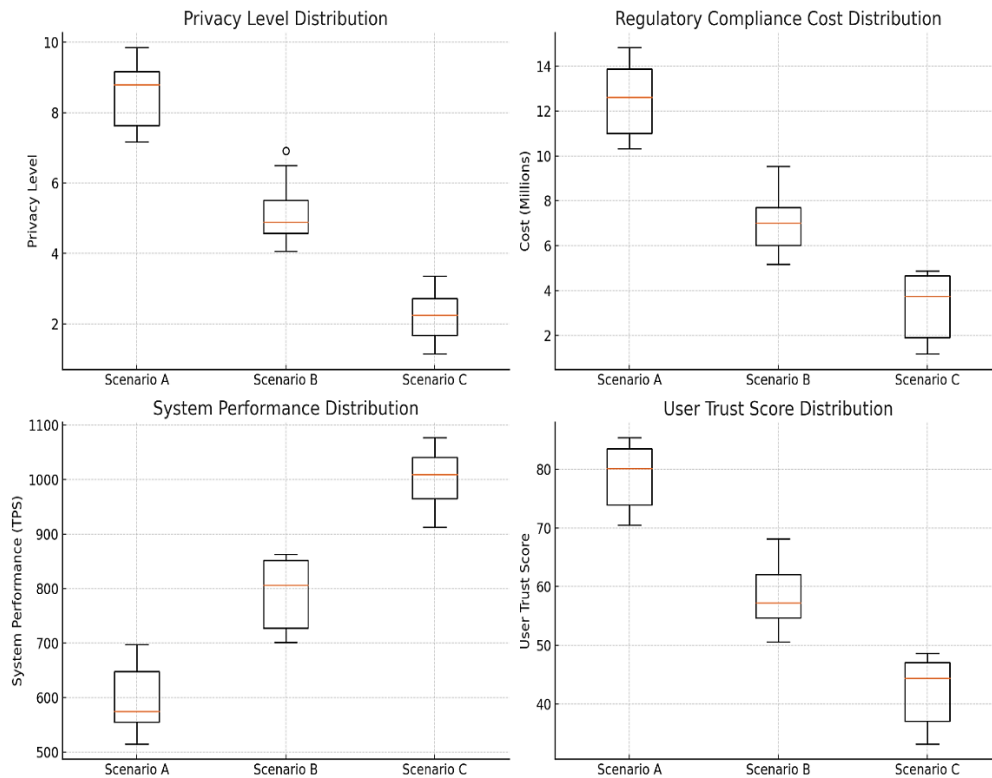 Privacy Level Distribution
10
8
6
4
2
Privacy Level
Scenario A
Scenario B
Scenario C
Regulatory Compliance Cost Distribution
14
12
10
8
6
4
2
Cost (Millions)
Scenario A
Scenario B
Scenario C
System Performance Distribution
1100
1000
900
800
700
600
500
System Performance (TPS)
Scenario A
Scenario B
Scenario C
User Trust Score Distribution
80
70
60
50
40
User Trust Score
Scenario A
Scenario B
Scenario C